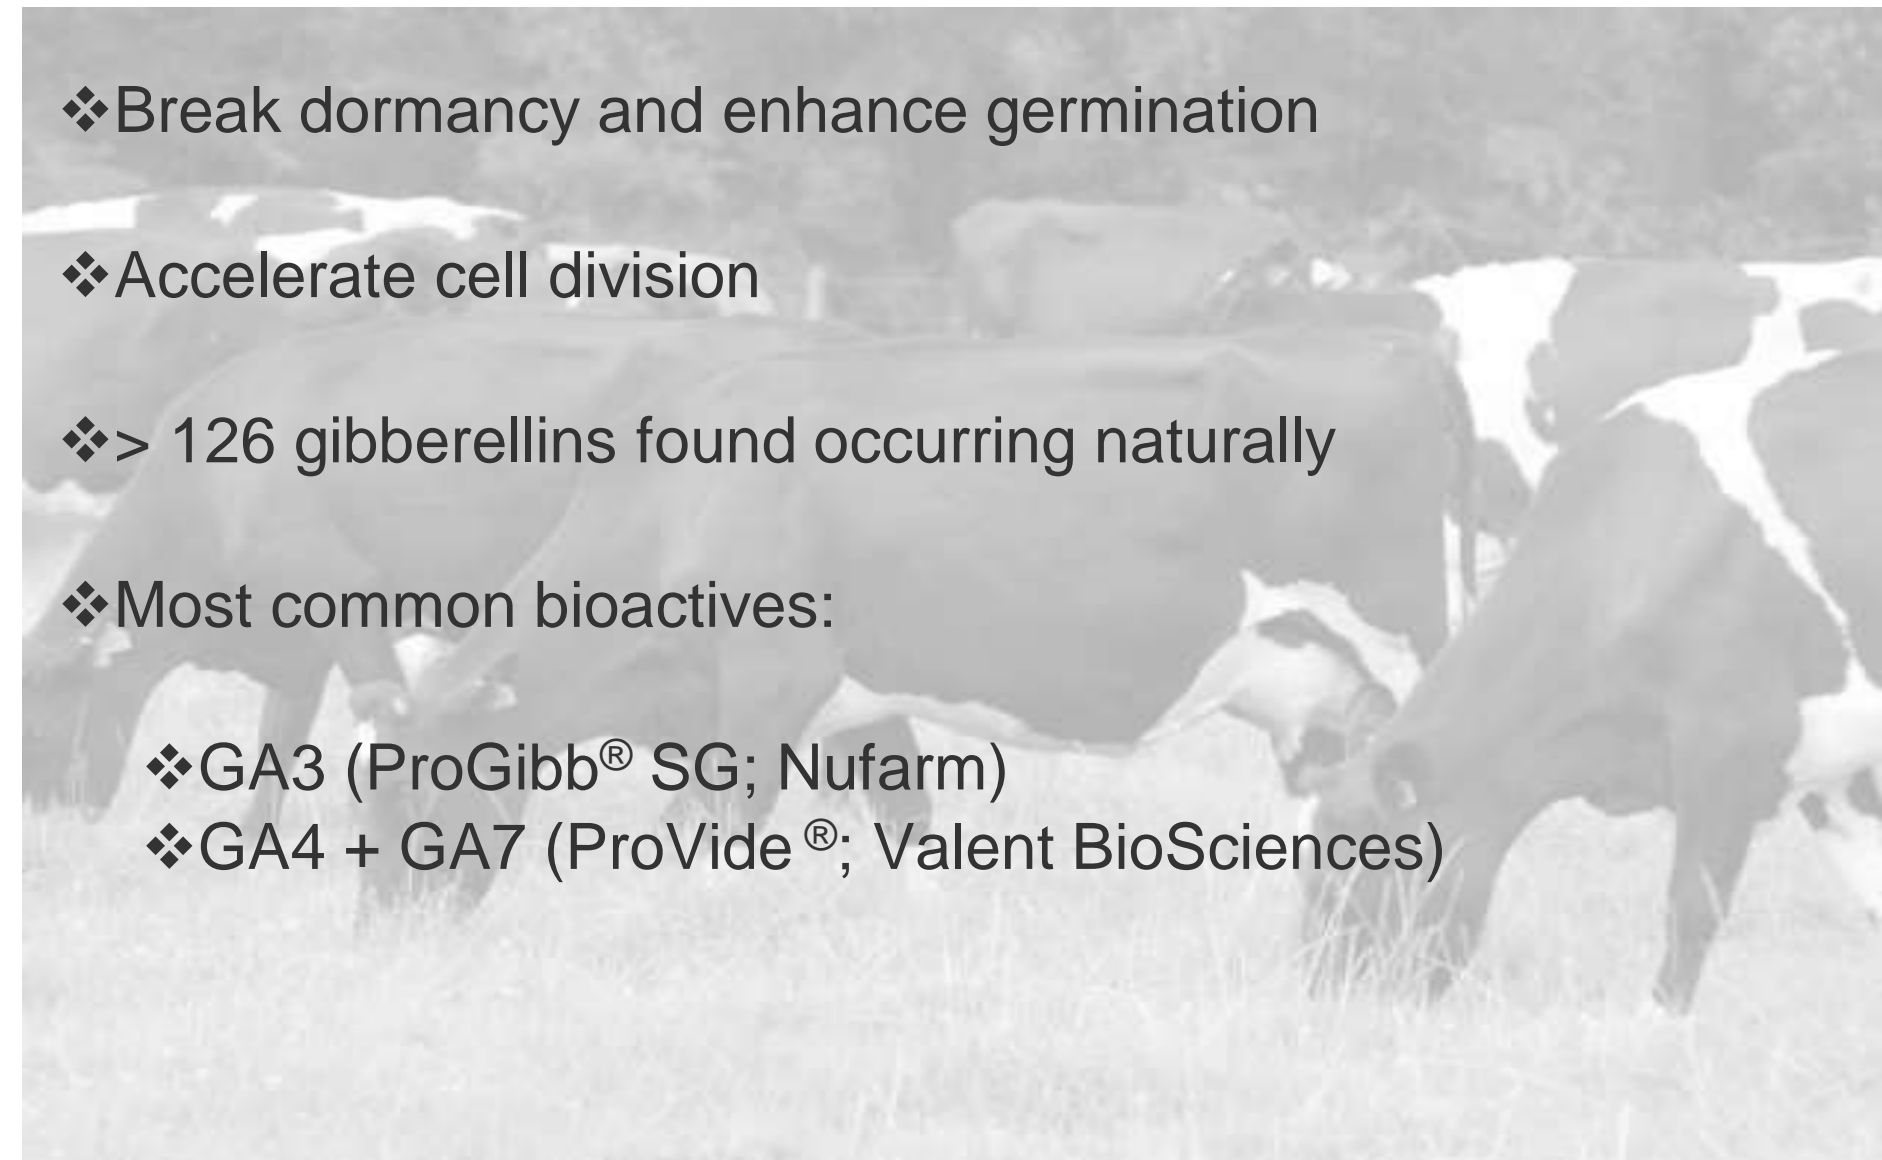 ❖Break dormancy and enhance germination
❖Accelerate cell division
❖> 126 gibberellins found occurring naturally
❖Most common bioactives:
❖GA3 (ProGibb® SG; Nufarm)
❖GA4 + GA7 (ProVide ®; Valent BioSciences)